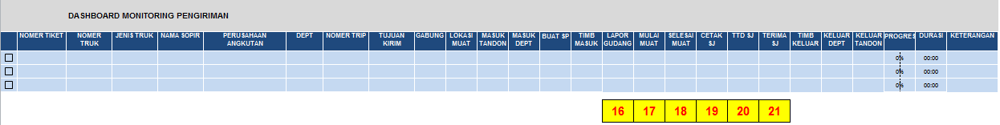 DASHBOARD MONITORING PENGIRIMAN
NOMER TIKET NOMER TRUK JENIS TRUK NAMA SOPIR PERUSAHAAN ANGKUTAN DEPT NOMER TRIP TUJUAN KIRIM GABUNG LOKASI MUAT MASUK TANDON MASUK DEPT BUAT SP TIMB MASUK LAPOR GUDANG MULAI MUAT SELESAI MUAT CETAK SJ TTD SJ TERIMA SJ TIMB KELUAR KELUAR DEPT KELUAR TANDON PROGRES DURASI KETERANGAN
0% 00:00
0% 00:00
0% 00:00
16 17 18 19 20 21